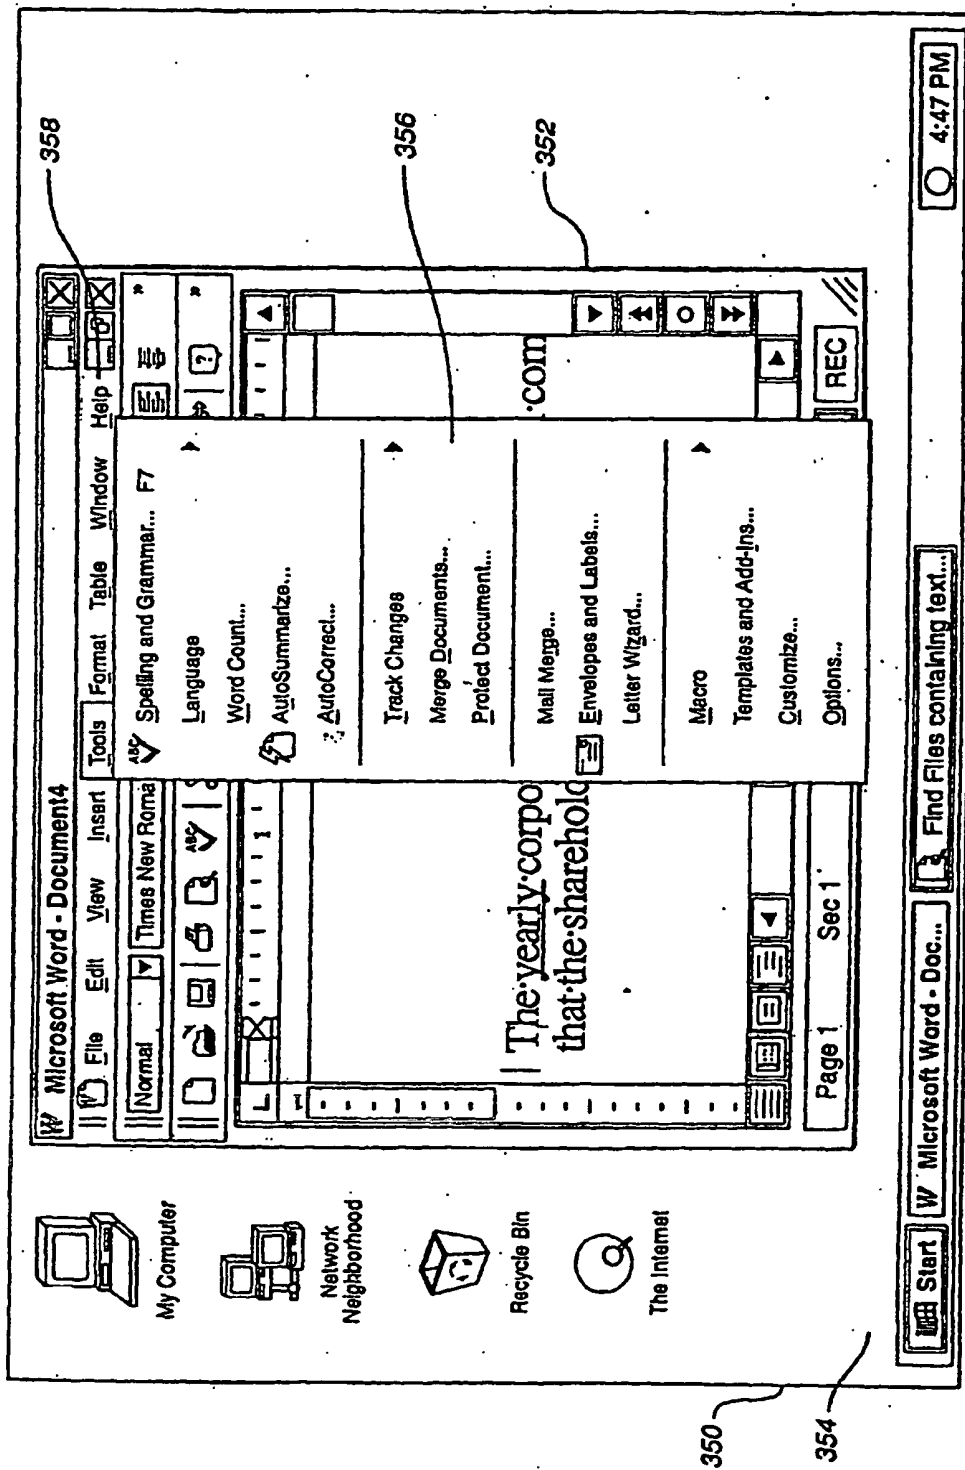 358
356
352
350
354
W Microsoft Word - Document4
File Edit View Insert Tools Format Table Window Help
Normal Times New Roma
ABC
L
1
Spelling and Grammar... F7
Language
Word Count...
AutoSummarize...
AutoCorrect...
Track Changes
Merge Documents...
Protect Document...
Mail Merge...
Envelopes and Labels...
Letter Wizard...
Macro
Templates and Add-Ins...
Customize...
Options...
The·yearly·corpo
·com
that·the·sharehold
Page 1 Sec 1 REC
My Computer
Network
Neighborhood
Recycle Bin
The Internet
Start W Microsoft Word - Doc... Find Files containing text... 4:47 PM